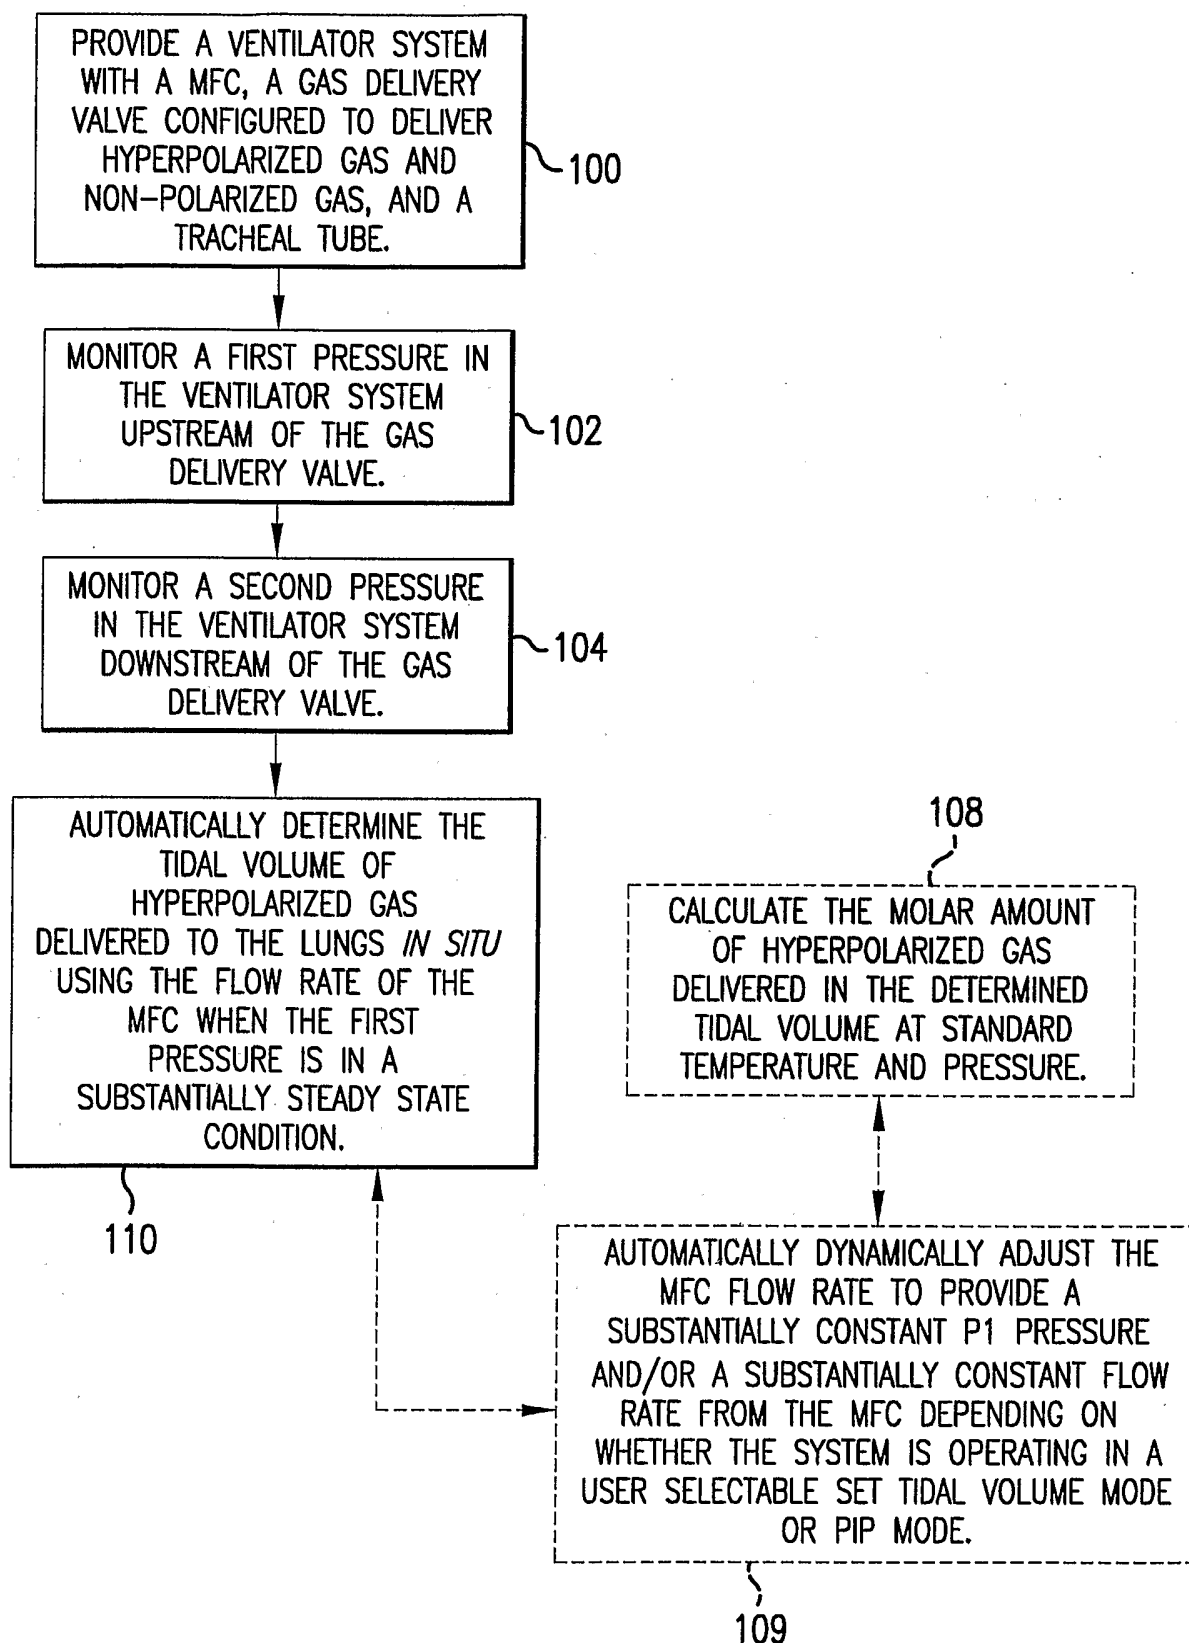 PROVIDE A VENTILATOR SYSTEM
WITH A MFC, A GAS DELIVERY
VALVE CONFIGURED TO DELIVER
HYPERPOLARIZED GAS AND
NON-POLARIZED GAS, AND A
TRACHEAL TUBE.
100
MONITOR A FIRST PRESSURE IN
THE VENTILATOR SYSTEM
UPSTREAM OF THE GAS
DELIVERY VALVE.
102
MONITOR A SECOND PRESSURE
IN THE VENTILATOR SYSTEM
DOWNSTREAM OF THE GAS
DELIVERY VALVE.
104
AUTOMATICALLY DETERMINE THE
TIDAL VOLUME OF
HYPERPOLARIZED GAS
DELIVERED TO THE LUNGS IN SITU
USING THE FLOW RATE OF THE
MFC WHEN THE FIRST
PRESSURE IS IN A
SUBSTANTIALLY STEADY STATE
CONDITION.
110
108
CALCULATE THE MOLAR AMOUNT
OF HYPERPOLARIZED GAS
DELIVERED IN THE DETERMINED
TIDAL VOLUME AT STANDARD
TEMPERATURE AND PRESSURE.
AUTOMATICALLY DYNAMICALLY ADJUST THE
MFC FLOW RATE TO PROVIDE A
SUBSTANTIALLY CONSTANT P1 PRESSURE
AND/OR A SUBSTANTIALLY CONSTANT FLOW
RATE FROM THE MFC DEPENDING ON
WHETHER THE SYSTEM IS OPERATING IN A
USER SELECTABLE SET TIDAL VOLUME MODE
OR PIP MODE.
109